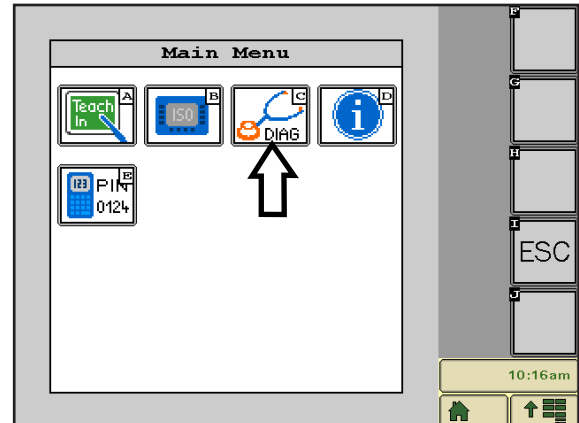 Main Menu
Teach In A
ISO B
DIAG C
i D
123 PIN 0124 E
F
G
H
I
ESC
J
10:16am